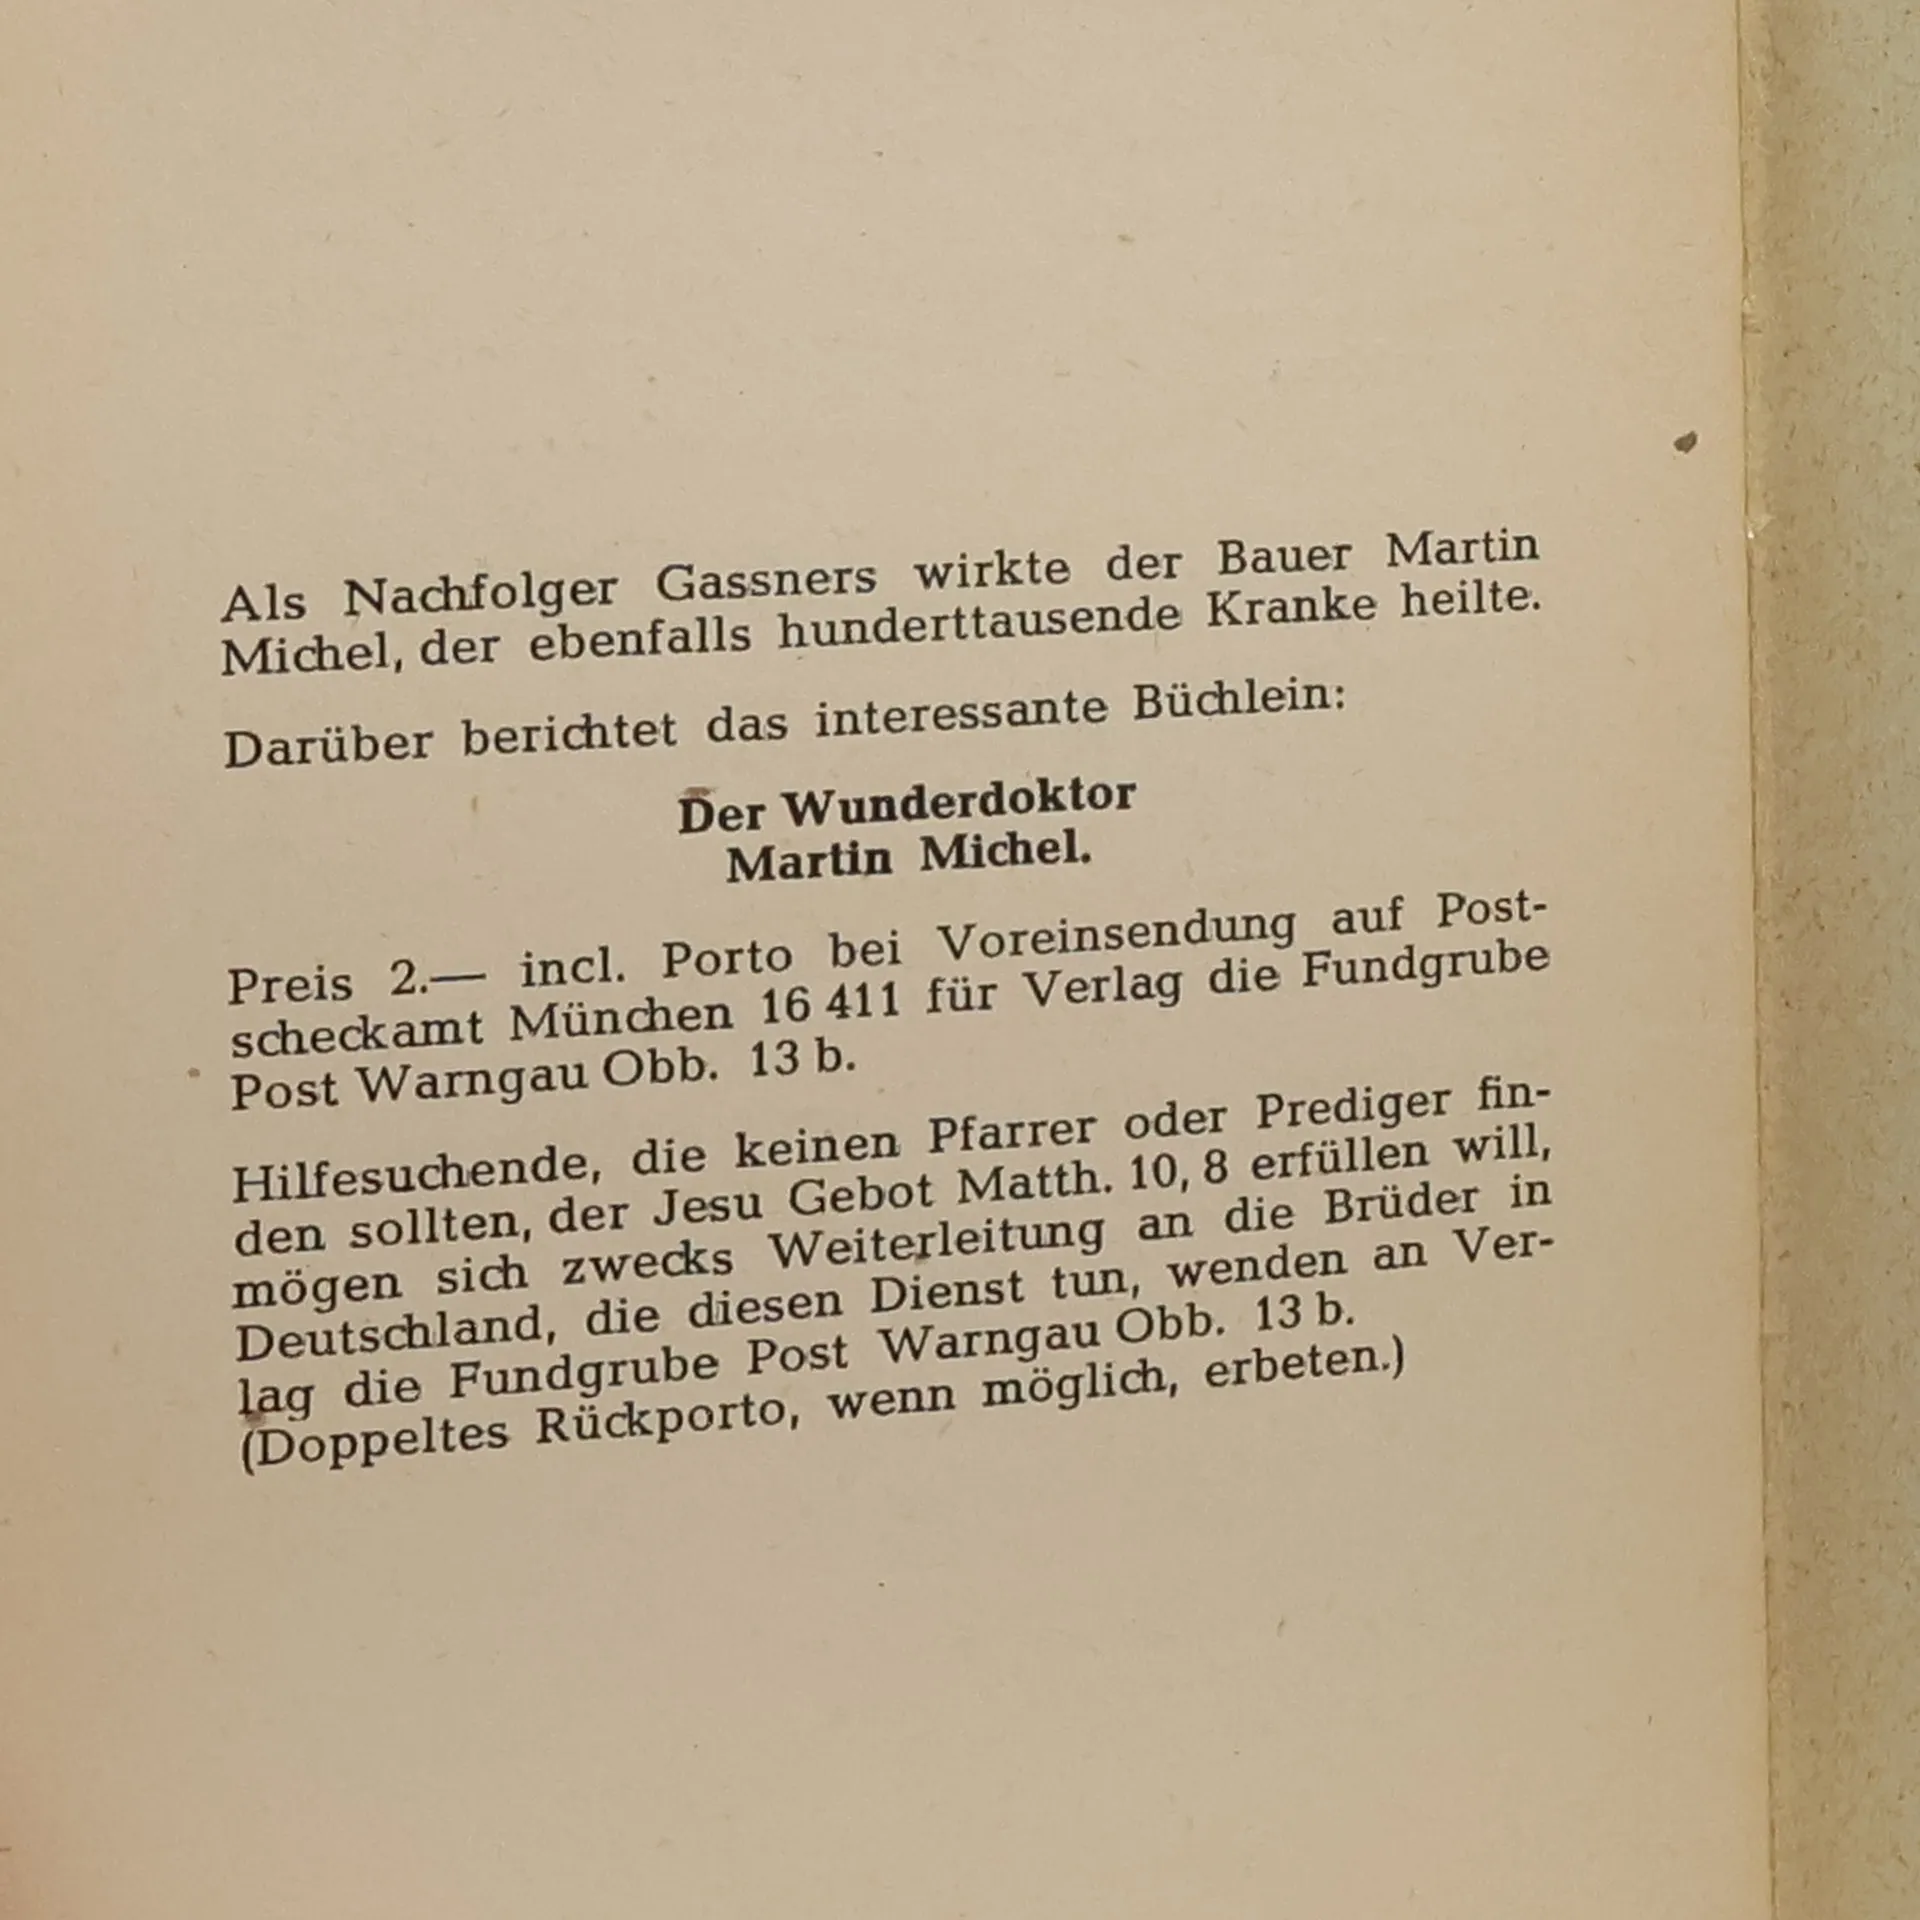 Als Nachfolger Gassners wirkte der Bauer Martin
Michel, der ebenfalls hunderttausende Kranke heilte.
Darüber berichtet das interessante Büchlein:
Der Wunderdoktor
Martin Michel.
Preis 2.— incl. Porto bei Voreinsendung auf Post-
scheckamt München 16 411 für Verlag die Fundgrube
Post Warngau Obb. 13 b.
Hilfesuchende, die keinen Pfarrer oder Prediger fin-
den sollten, der Jesu Gebot Matth. 10, 8 erfüllen will,
mögen sich zwecks Weiterleitung an die Brüder in
Deutschland, die diesen Dienst tun, wenden an Ver-
lag die Fundgrube Post Warngau Obb. 13 b.
(Doppeltes Rückporto, wenn möglich, erbeten.)